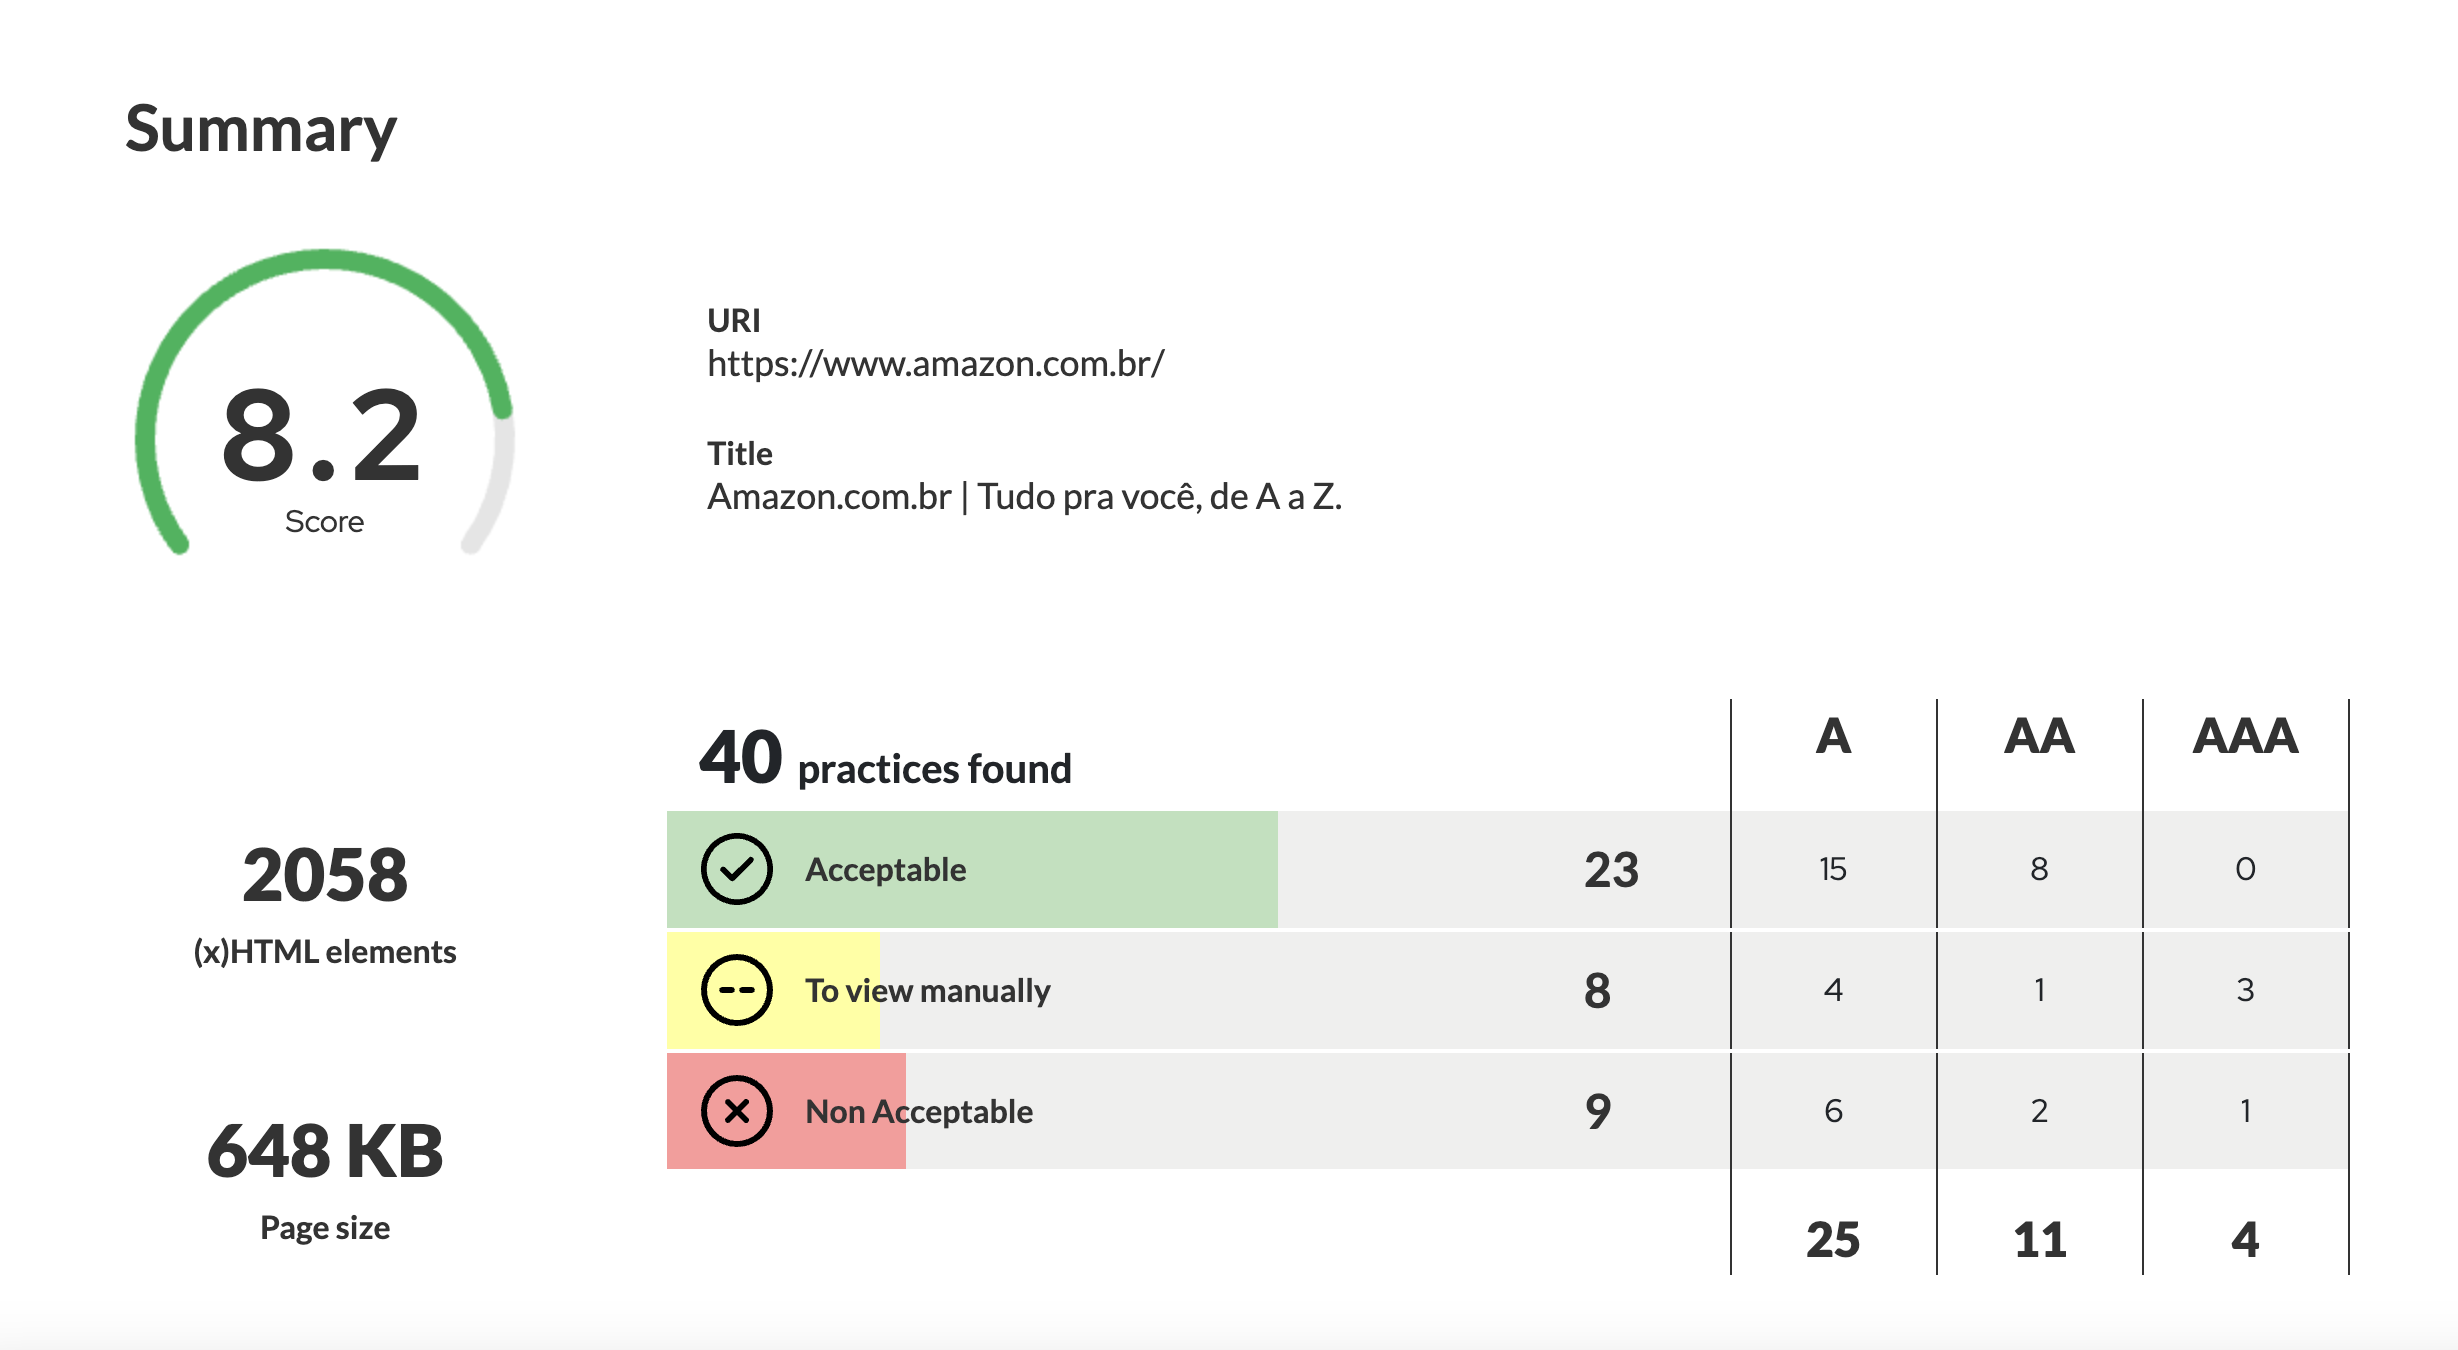 Summary
8.2
Score
URI
https://www.amazon.com.br/
Title
Amazon.com.br | Tudo pra você, de A a Z.
2058
(x)HTML elements
648 KB
Page size
40 practices found A AA AAA
Acceptable 23 15 8 0
To view manually 8 4 1 3
Non Acceptable 9 6 2 1
25 11 4